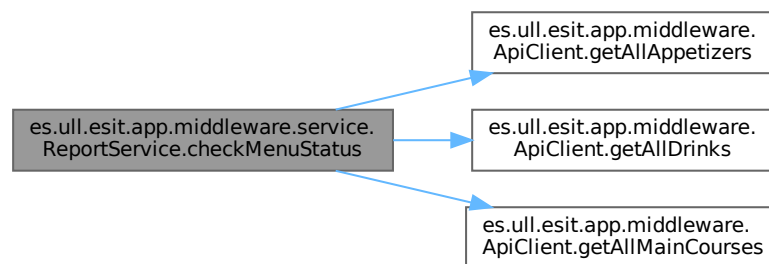 es.ull.esit.app.middleware.service.
ReportService.checkMenuStatus
es.ull.esit.app.middleware.
ApiClient.getAllAppetizers
es.ull.esit.app.middleware.
ApiClient.getAllDrinks
es.ull.esit.app.middleware.
ApiClient.getAllMainCourses